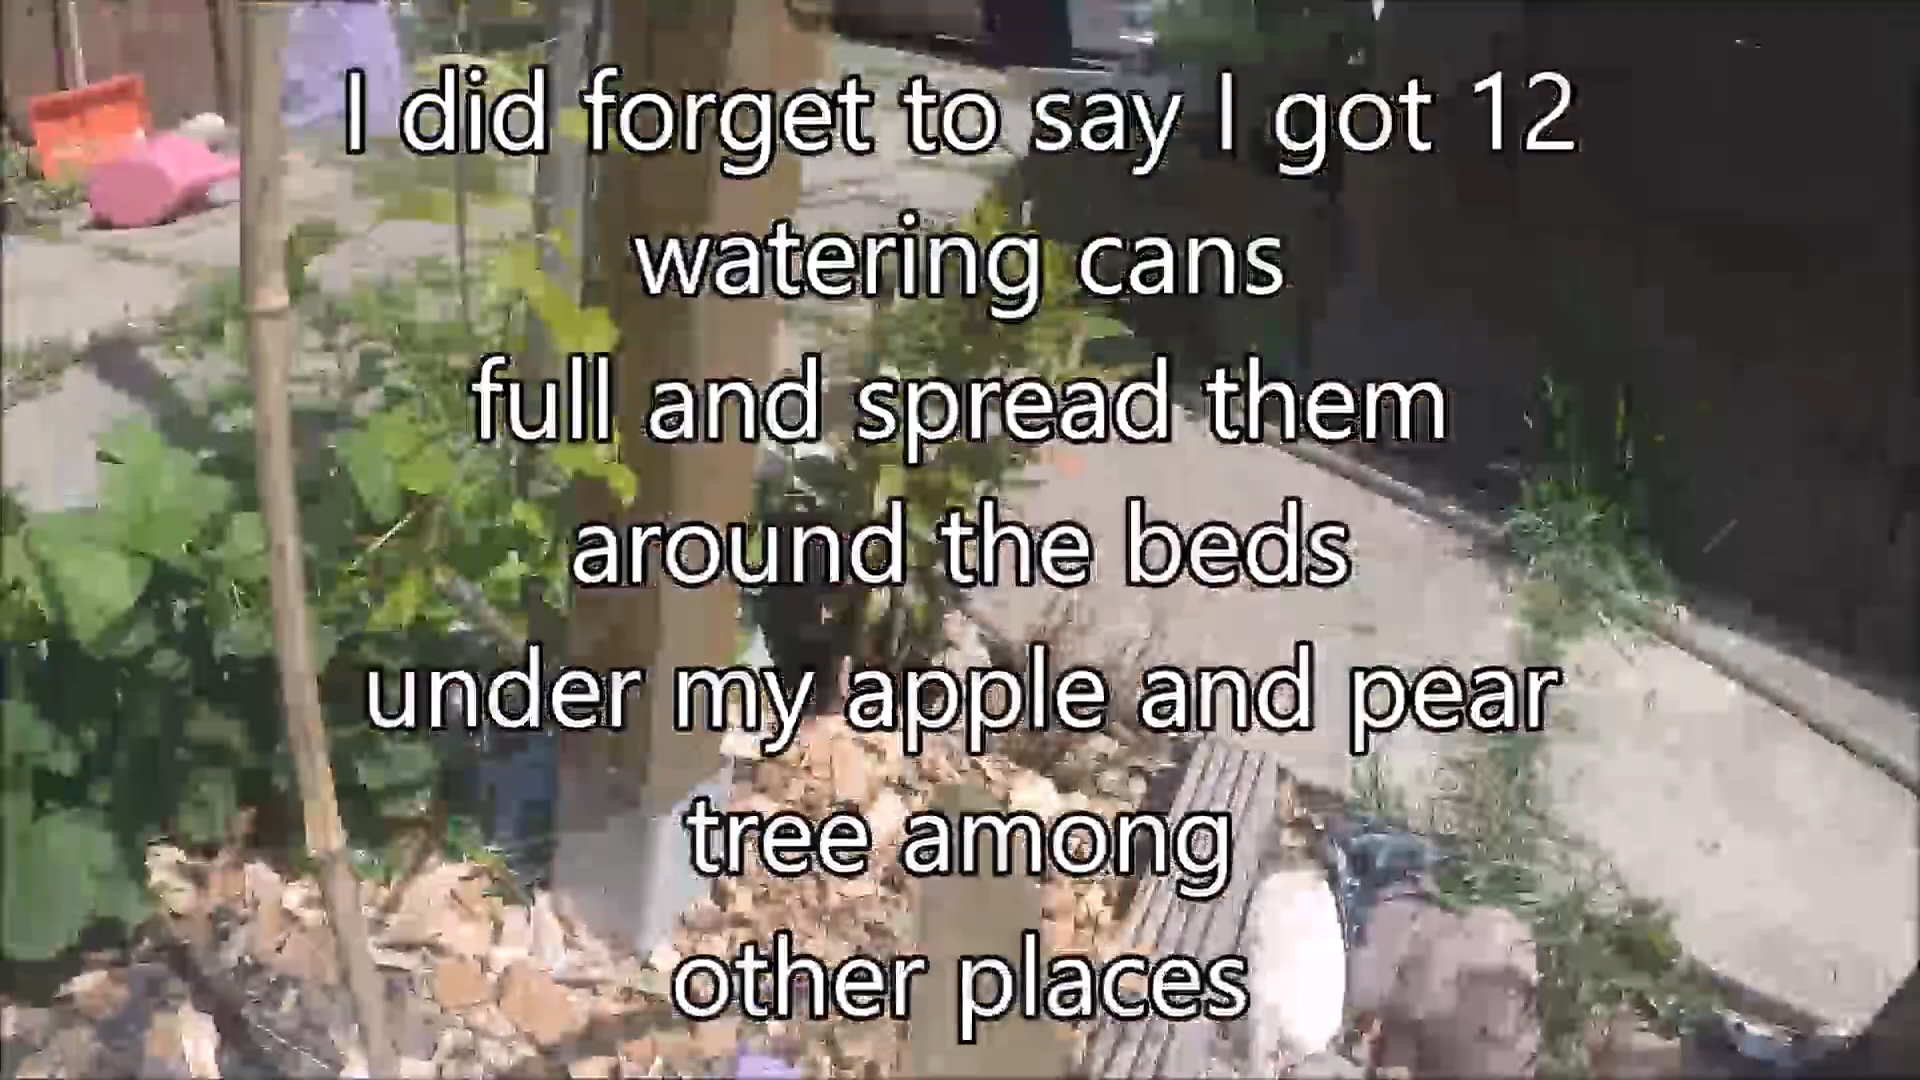 I did forget to say I got 12
watering cans
full and spread them
around the beds
under my apple and pear
tree among
other places